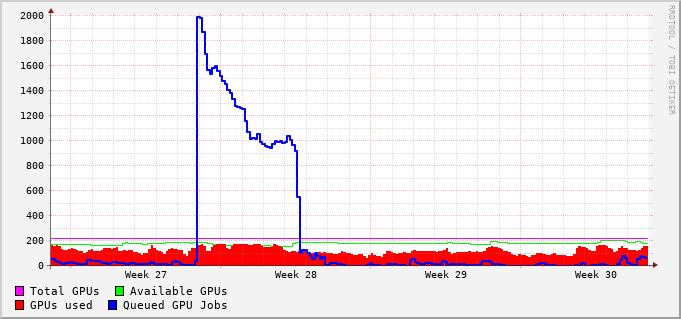 2000
1800
1600
1400
1200
1000
800
600
400
200
0
Week 27 Week 28 Week 29 Week 30
Total GPUs Available GPUs
GPUs used Queued GPU Jobs
RRDTOOL / TOBI OETIKER